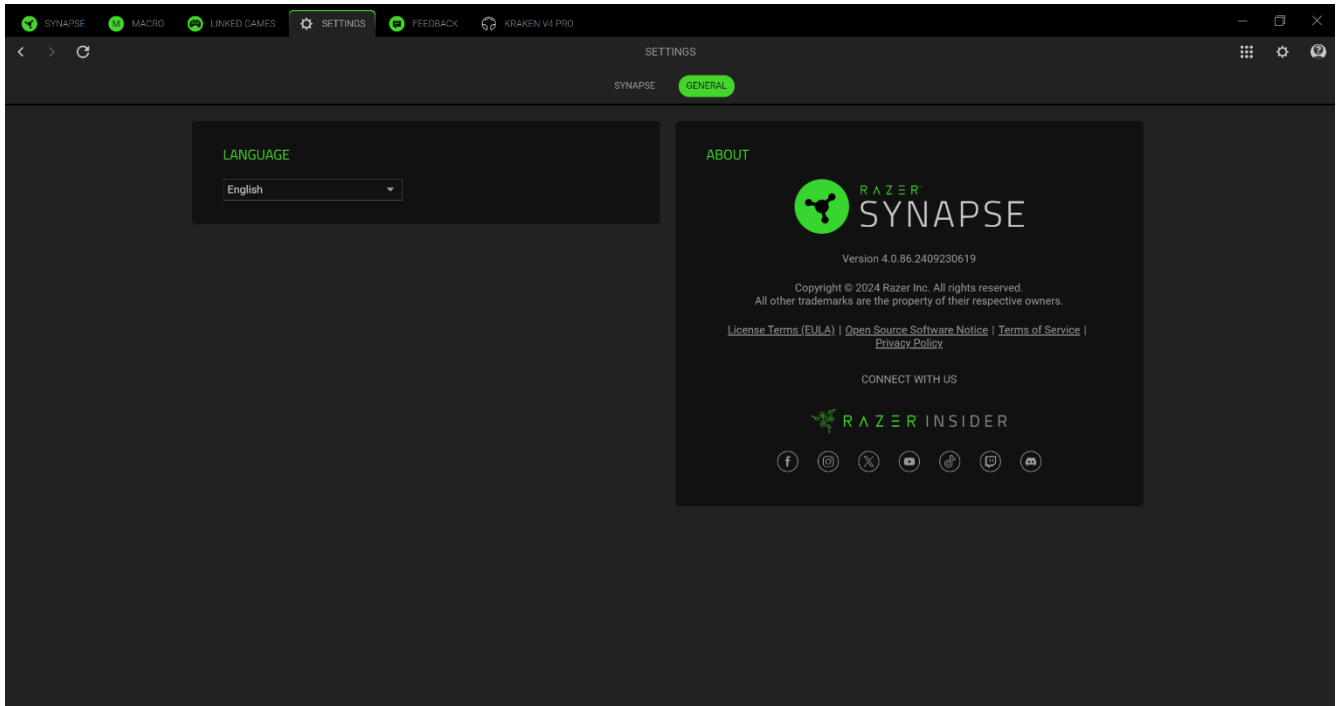 SYNAPSE MACRO LINKED GAMES SETTINGS FEEDBACK KRAKEN V4 PRO
SETTINGS
SYNAPSE GENERAL
LANGUAGE
English
ABOUT
RAZER
SYNAPSE
Version 4.0.86.2409230619
Copyright © 2024 Razer Inc. All rights reserved.
All other trademarks are the property of their respective owners.
License Terms (EULA) | Open Source Software Notice | Terms of Service |
Privacy Policy
CONNECT WITH US
RAZER INSIDER